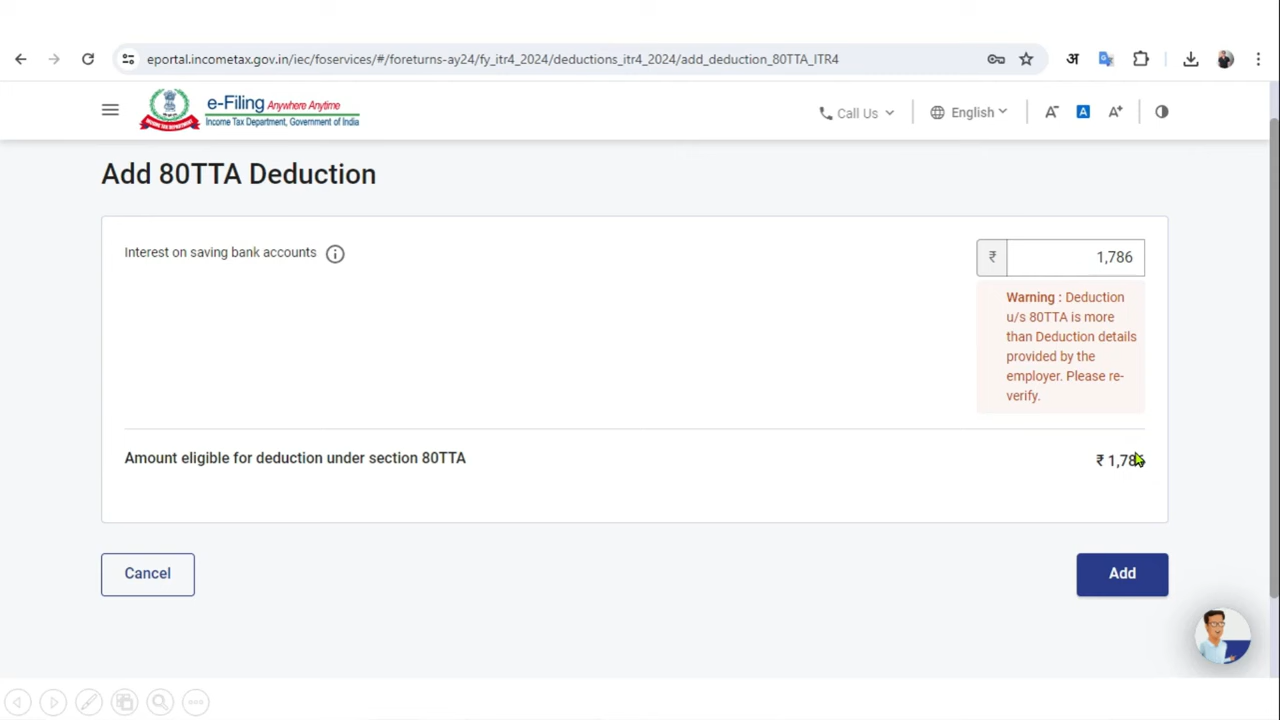 eportal.incometax.gov.in/iec/foservices/#/foreturns-ay24/fy_itr4_2024/deductions_itr4_2024/add_deduction_80TTA_ITR4
अ
e-Filing Anywhere Anytime
Income Tax Department, Government of India
Call Us
English
A-
A
A+
Add 80TTA Deduction
Interest on saving bank accounts
₹ 1,786
Warning : Deduction
u/s 80TTA is more
than Deduction details
provided by the
employer. Please re-
verify.
Amount eligible for deduction under section 80TTA
Cancel
Add